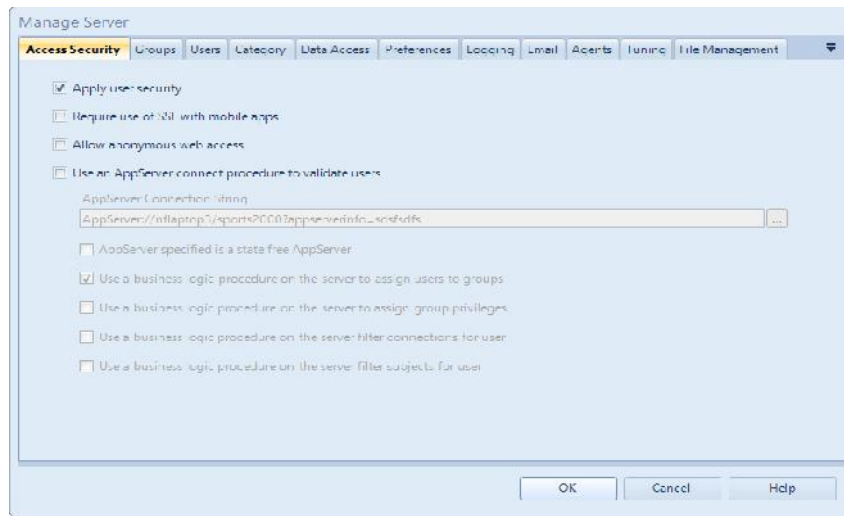 Manage Server
Access Security Groups Users Category Data Access Preferences Logging Email Agents Tuning File Management
Apply user security
Require use of SSL with mobile apps
Allow anonymous web access
Use an AppServer connect procedure to validate users
AppServer Connection String
AppServer://nflaptop3/sports2000?appserverinfo=sdsfsdfs
...
AppServer specified is a state free AppServer
Use a business logic procedure on the server to assign users to groups
Use a business logic procedure on the server to assign group privileges
Use a business logic procedure on the server filter connections for user
Use a business logic procedure on the server filter subjects for user
OK Cancel Help